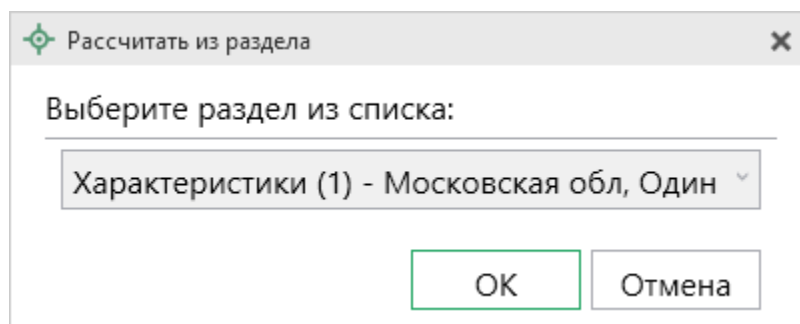 Рассчитать из раздела
Выберите раздел из списка:
Характеристики (1) - Московская обл, Один
ОК
Отмена